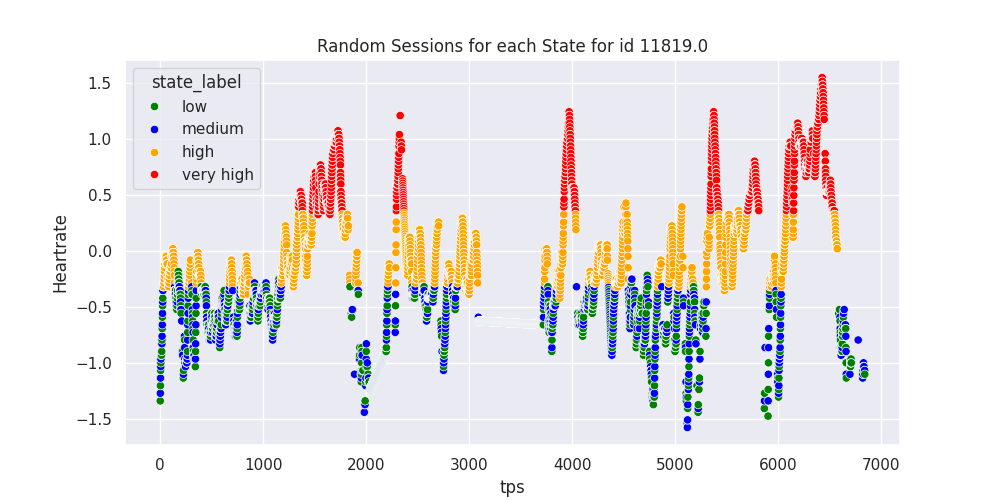 Random Sessions for each State for id 11819.0
state_label
low
medium
high
very high
Heartrate
1.5
1.0
0.5
0.0
−0.5
−1.0
−1.5
0 1000 2000 3000 4000 5000 6000 7000
tps